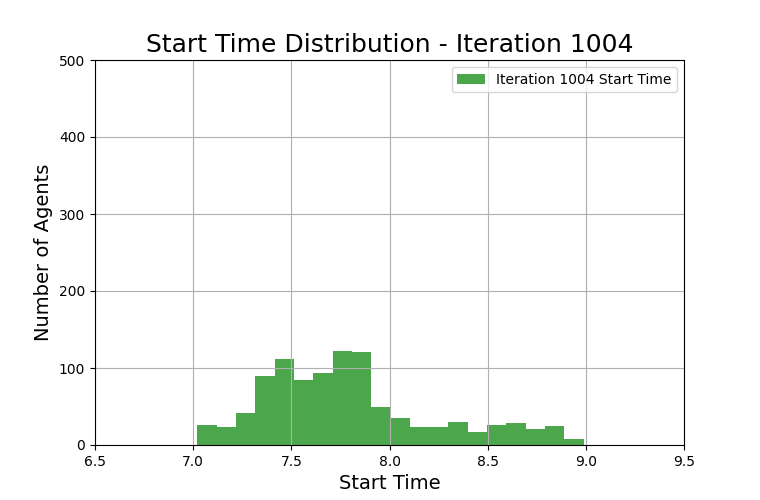 Start Time Distribution - Iteration 1004
Iteration 1004 Start Time
Number of Agents
500
400
300
200
100
0
6.5 7.0 7.5 8.0 8.5 9.0 9.5
Start Time